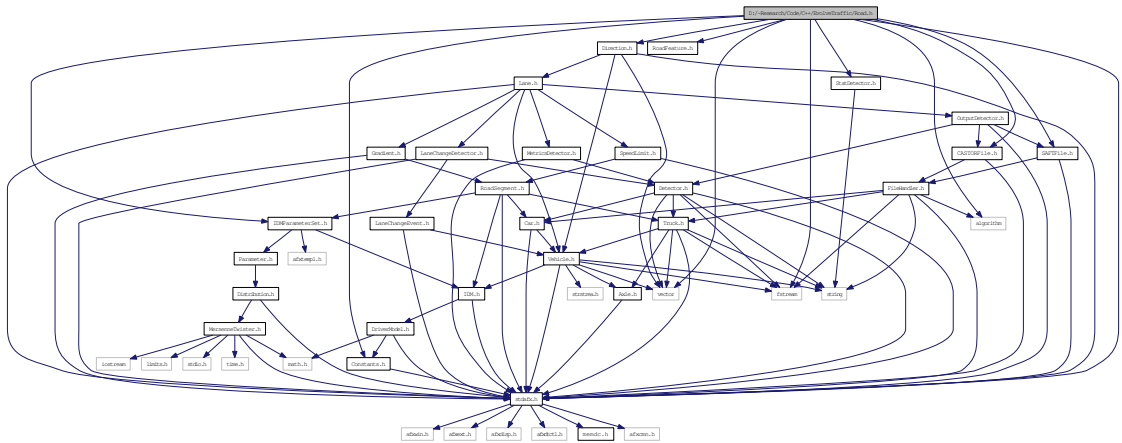 D:/~Research/Code/C++/EvolveTraffic/Road.h
Direction.h
RoadFeature.h
Lane.h
StatDetector.h
OutputDetector.h
Gradient.h
LaneChangeDetector.h
MetricsDetector.h
SpeedLimit.h
CASTORFile.h
SAFTFile.h
RoadSegment.h
Detector.h
FileHandler.h
IDMParameterSet.h
LaneChangeEvent.h
Car.h
Truck.h
algorithm
Parameter.h
afxtempl.h
Vehicle.h
Distribution.h
IDM.h
strstrea.h
Axle.h
vector
fstream
string
MersenneTwister.h
DriverModel.h
iostream
limits.h
stdio.h
time.h
math.h
Constants.h
stdafx.h
afxwin.h
afxext.h
afxdisp.h
afxdtctl.h
memdc.h
afxcmn.h